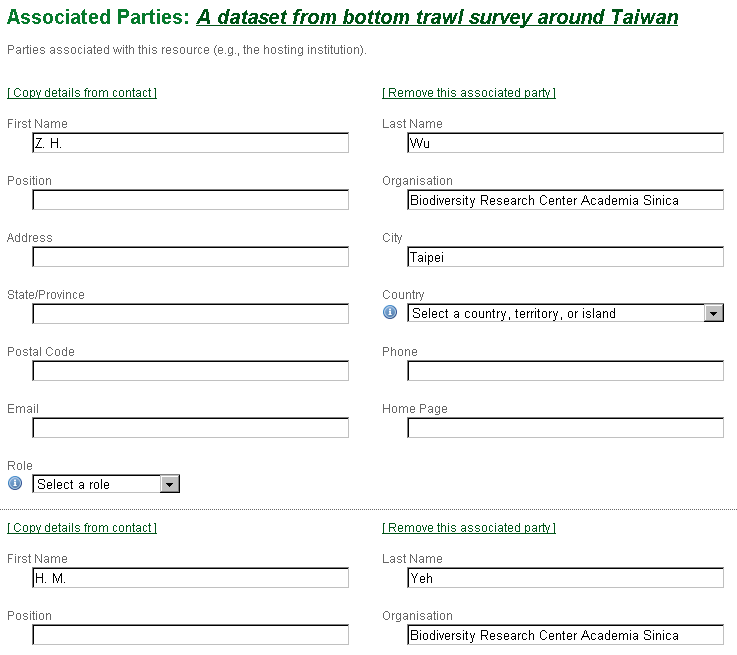 Associated Parties: A dataset from bottom trawl survey around Taiwan
Parties associated with this resource (e.g., the hosting institution).
[ Copy details from contact ] [ Remove this associated party ]
First Name Last Name
Z. H. Wu
Position Organisation
Biodiversity Research Center Academia Sinica
Address City
Taipei
State/Province Country
Select a country, territory, or island
Postal Code Phone
Email Home Page
Role
Select a role
[ Copy details from contact ] [ Remove this associated party ]
First Name Last Name
H. M. Yeh
Position Organisation
Biodiversity Research Center Academia Sinica